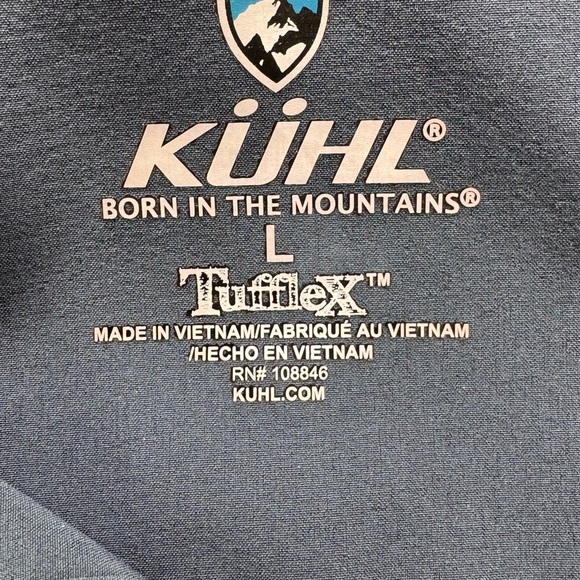 KÜHL®
BORN IN THE MOUNTAINS®
L
TuffleX™
MADE IN VIETNAM/FABRIQUÉ AU VIETNAM
/HECHO EN VIETNAM
RN# 108846
KUHL.COM